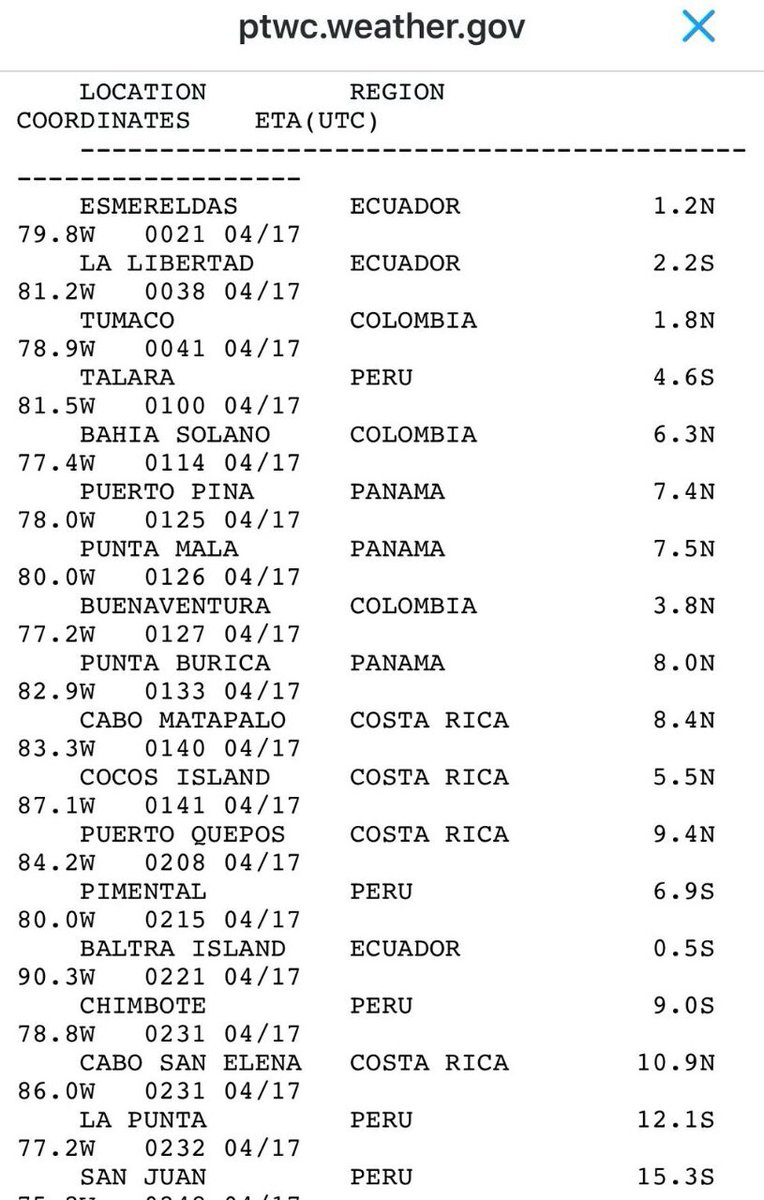 ptwc.weather.gov
LOCATION REGION
COORDINATES ETA(UTC)
------------------------------------------
------------------
ESMERELDAS ECUADOR 1.2N
79.8W 0021 04/17
LA LIBERTAD ECUADOR 2.2S
81.2W 0038 04/17
TUMACO COLOMBIA 1.8N
78.9W 0041 04/17
TALARA PERU 4.6S
81.5W 0100 04/17
BAHIA SOLANO COLOMBIA 6.3N
77.4W 0114 04/17
PUERTO PINA PANAMA 7.4N
78.0W 0125 04/17
PUNTA MALA PANAMA 7.5N
80.0W 0126 04/17
BUENAVENTURA COLOMBIA 3.8N
77.2W 0127 04/17
PUNTA BURICA PANAMA 8.0N
82.9W 0133 04/17
CABO MATAPALO COSTA RICA 8.4N
83.3W 0140 04/17
COCOS ISLAND COSTA RICA 5.5N
87.1W 0141 04/17
PUERTO QUEPOS COSTA RICA 9.4N
84.2W 0208 04/17
PIMENTAL PERU 6.9S
80.0W 0215 04/17
BALTRA ISLAND ECUADOR 0.5S
90.3W 0221 04/17
CHIMBOTE PERU 9.0S
78.8W 0231 04/17
CABO SAN ELENA COSTA RICA 10.9N
86.0W 0231 04/17
LA PUNTA PERU 12.1S
77.2W 0232 04/17
SAN JUAN PERU 15.3S